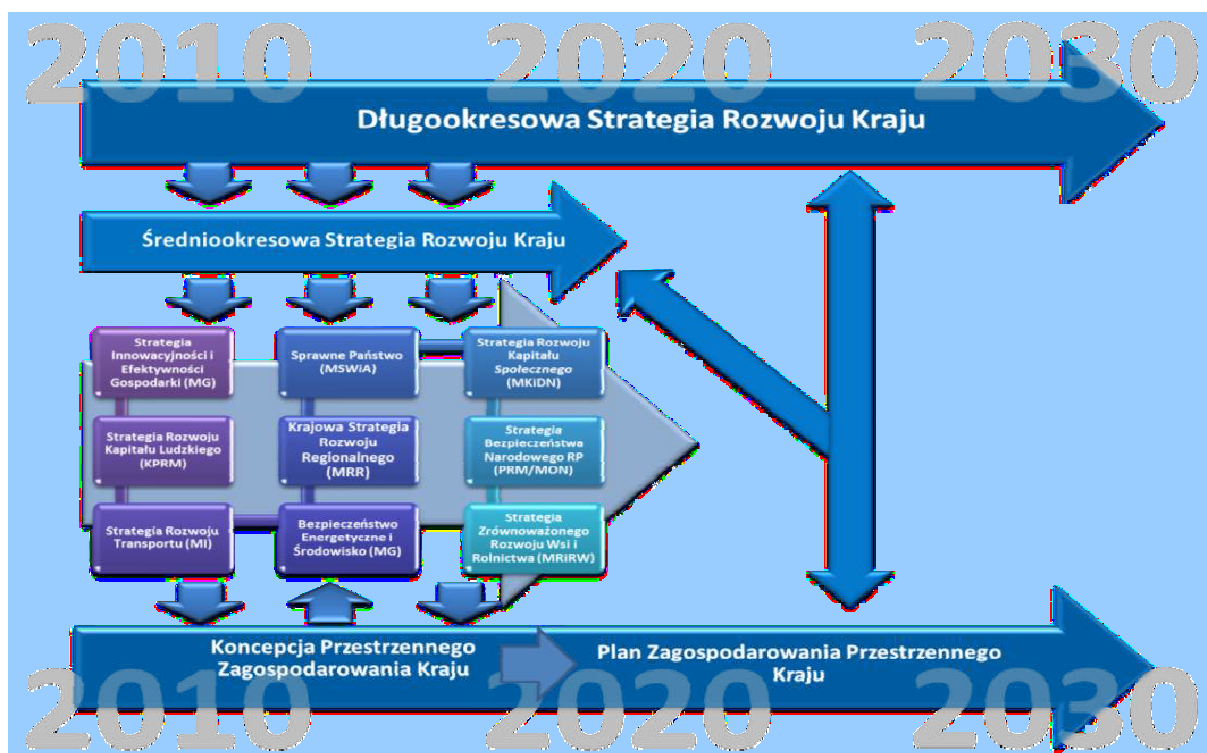 2010 2020 2030
Długookresowa Strategia Rozwoju Kraju
Średniookresowa Strategia Rozwoju Kraju
Strategia
Innowacyjności i
Efektywności
Gospodarki (MG)
Sprawne Państwo
(MSWiA)
Strategia Rozwoju
Kapitału
Społecznego
(MKiDN)
Strategia Rozwoju
Kapitału Ludzkiego
(KPRM)
Krajowa Strategia
Rozwoju
Regionalnego
(MRR)
Strategia
Bezpieczeństwa
Narodowego RP
(PRM/MON)
Strategia Rozwoju
Transportu (MI)
Bezpieczeństwo
Energetyczne i
Środowisko (MG)
Strategia
Zrównoważonego
Rozwoju Wsi i
Rolnictwa (MRiRW)
Koncepcja Przestrzennego
Zagospodarowania Kraju
Plan Zagospodarowania Przestrzennego
Kraju
2010 2020 2030